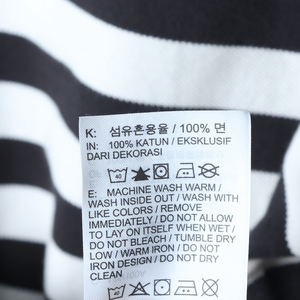 K: 섬유혼용율 / 100% 면
IN: 100% KATUN / EKSKLUSIF
DARI DEKORASI
40
E: MACHINE WASH WARM /
WASH INSIDE OUT / WASH WITH
LIKE COLORS / REMOVE
IMMEDIATELY / DO NOT ALLOW
TO LAY ON ITSELF WHEN WET /
DO NOT BLEACH / TUMBLE DRY
LOW / WARM IRON / DO NOT
IRON DESIGN / DO NOT DRY
CLEAN
40